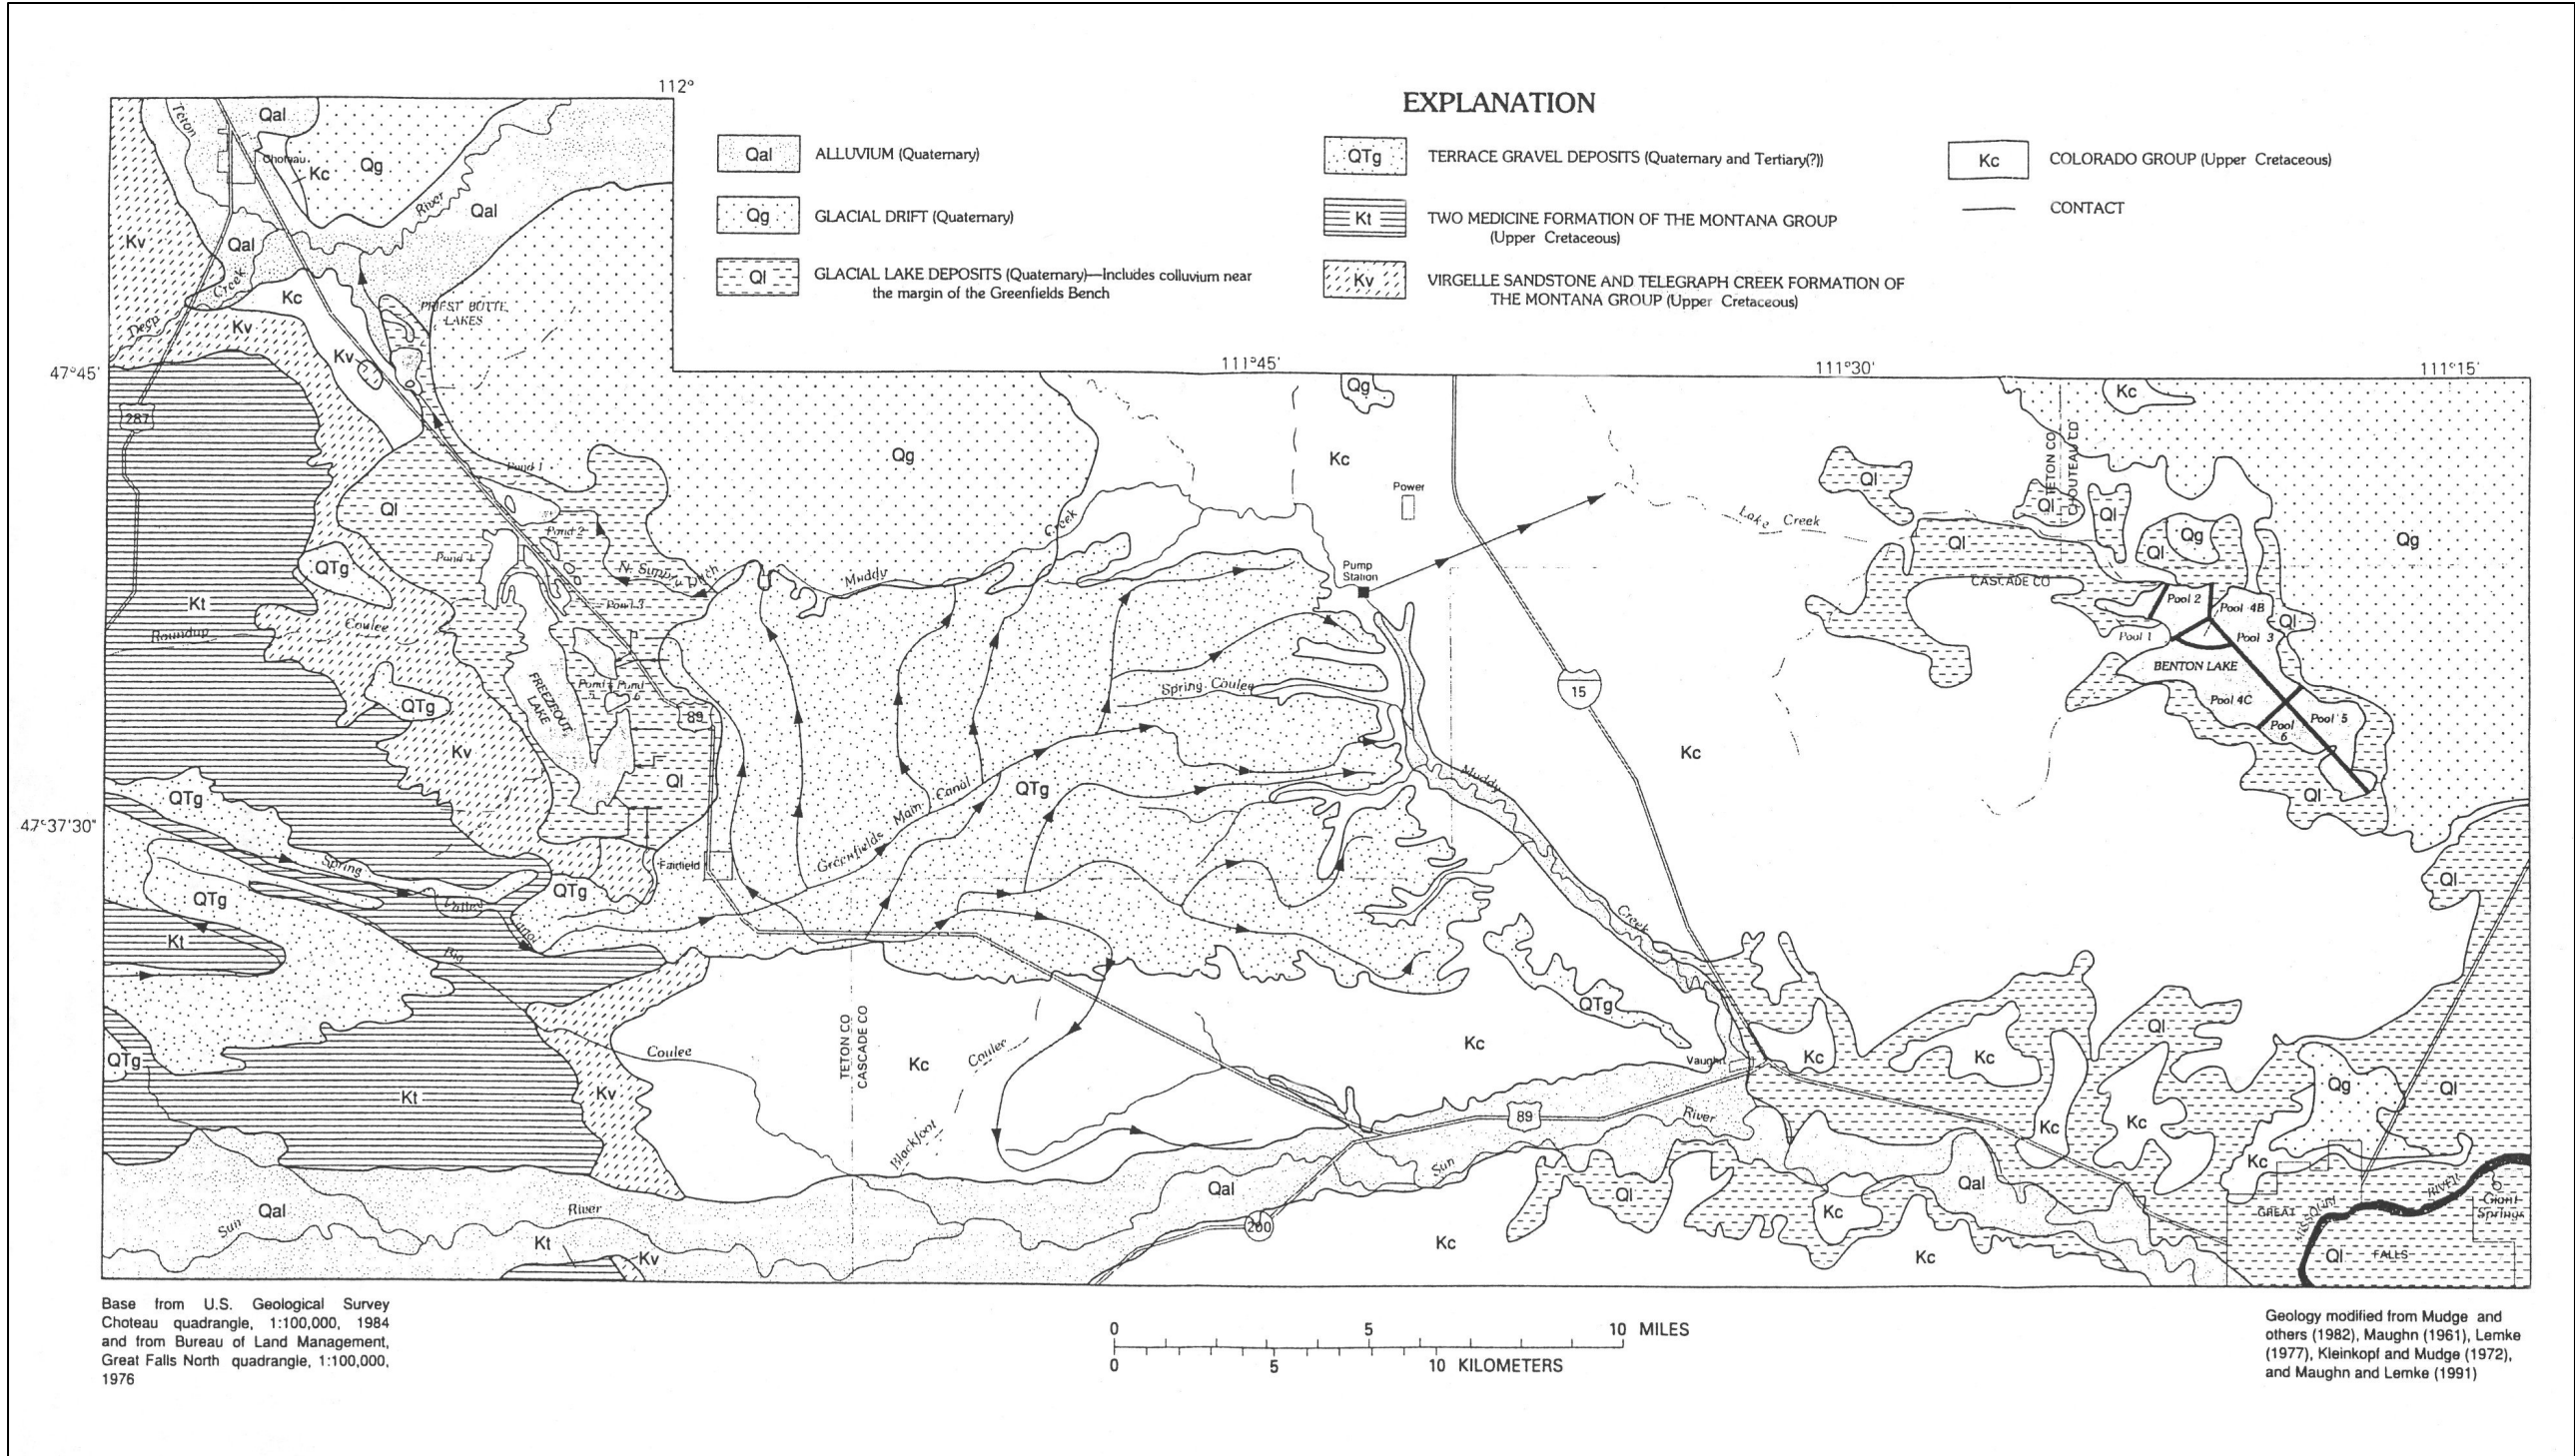 112°
EXPLANATION
Qal ALLUVIUM (Quaternary)
Qg GLACIAL DRIFT (Quaternary)
Ql GLACIAL LAKE DEPOSITS (Quaternary)—Includes colluvium near
the margin of the Greenfields Bench
QTg TERRACE GRAVEL DEPOSITS (Quaternary and Tertiary(?))
Kt TWO MEDICINE FORMATION OF THE MONTANA GROUP
(Upper Cretaceous)
Kv VIRGELLE SANDSTONE AND TELEGRAPH CREEK FORMATION OF
THE MONTANA GROUP (Upper Cretaceous)
Kc COLORADO GROUP (Upper Cretaceous)
CONTACT
Teton
Qal
Choteau
Kc
Qg
River
Qal
Kv
Qal
Deep
Creek
Kc
PRIEST BUTTE
LAKES
Kv
Kv
47°45'
111°45'
111°30'
111°15'
287
Qg
Kc
Qg
Kc
Power
Pond 1
Ql
Pond 2
Pond 4
Pond 3
Creek
Muddy
Pump
Station
Lake Creek
Ql
Ql
TETON CO
CHOUTEAU CO
Ql
Ql
Ql
Qg
Qg
CASCADE CO
QTg
Kt
Roundup
Coulee
Pool 2
Pool 4B
Pool 1
Pool 3
Ql
BENTON LAKE
Pool 4C
Pool 5
Pool
6
Ql
FREEZOUT
LAKE
Pond
5
Pond
6
89
Spring Coulee
15
QTg
Kv
Ql
Kc
Muddy
QTg
Greenfields Main Canal
QTg
47°37'30"
Spring
Valley
Fairfield
QTg
QTg
Kt
Big
Creek
Ql
QTg
QTg
Coulee
TETON CO
CASCADE CO
Kc
Coulee
Blackfoot
Kc
Vaughn
Kc
Kc
Ql
Qg
Ql
Kt
Kv
89
River
Kc
Kc
Kc
Qal
Sun
River
Kt
Kv
Qal
Sun
200
Kc
Ql
Kc
Qal
Kc
GREAT
FALLS
MISSOURI
RIVER
Giant
Springs
Ql
Base from U.S. Geological Survey
Choteau quadrangle, 1:100,000, 1984
and from Bureau of Land Management,
Great Falls North quadrangle, 1:100,000,
1976
0 5 10 MILES
0 5 10 KILOMETERS
Geology modified from Mudge and
others (1982), Maughn (1961), Lemke
(1977), Kleinkopf and Mudge (1972),
and Maughn and Lemke (1991)